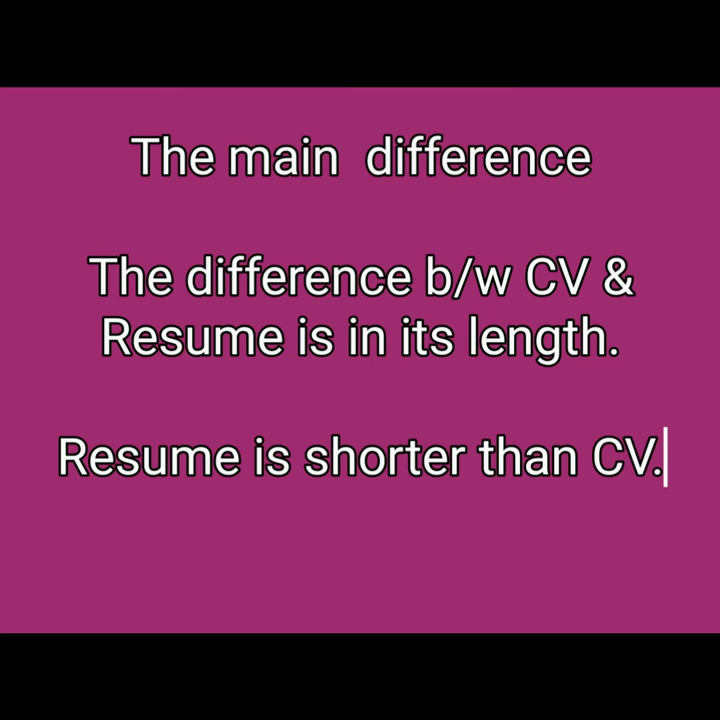 The main  difference
The difference b/w CV &
Resume is in its length.
Resume is shorter than CV.